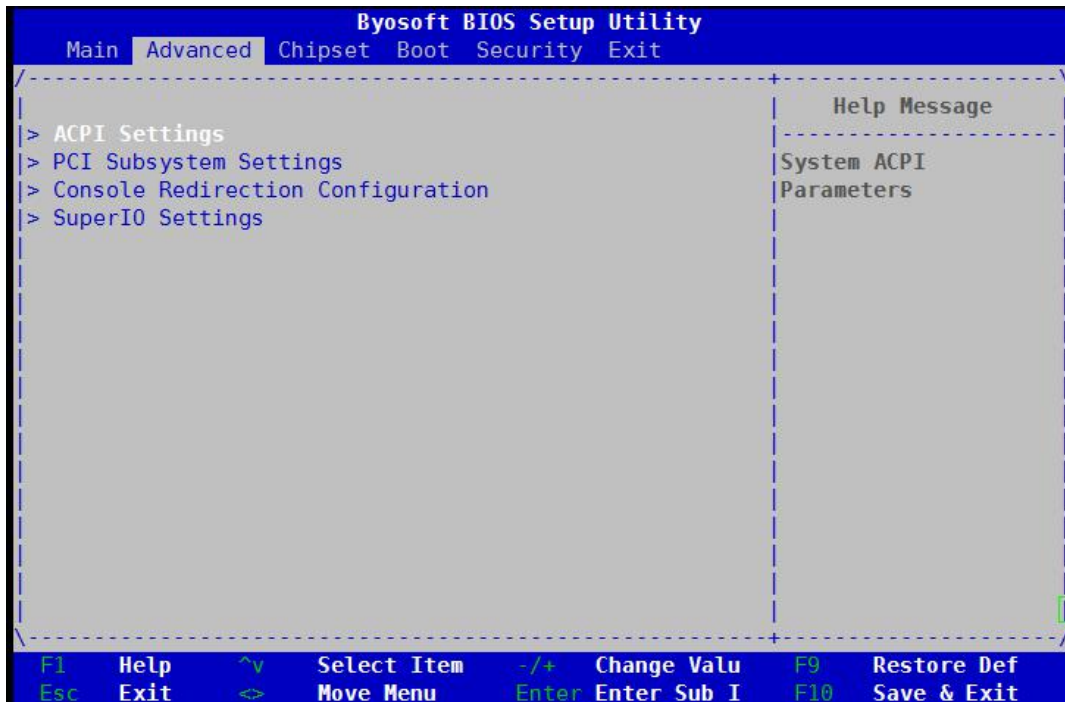 Byosoft BIOS Setup Utility
Main Advanced Chipset Boot Security Exit
Help Message
> ACPI Settings
> PCI Subsystem Settings
System ACPI
> Console Redirection Configuration
Parameters
> SuperIO Settings
F1 Help ^v Select Item -/+ Change Valu F9 Restore Def
Esc Exit <> Move Menu Enter Enter Sub I F10 Save & Exit